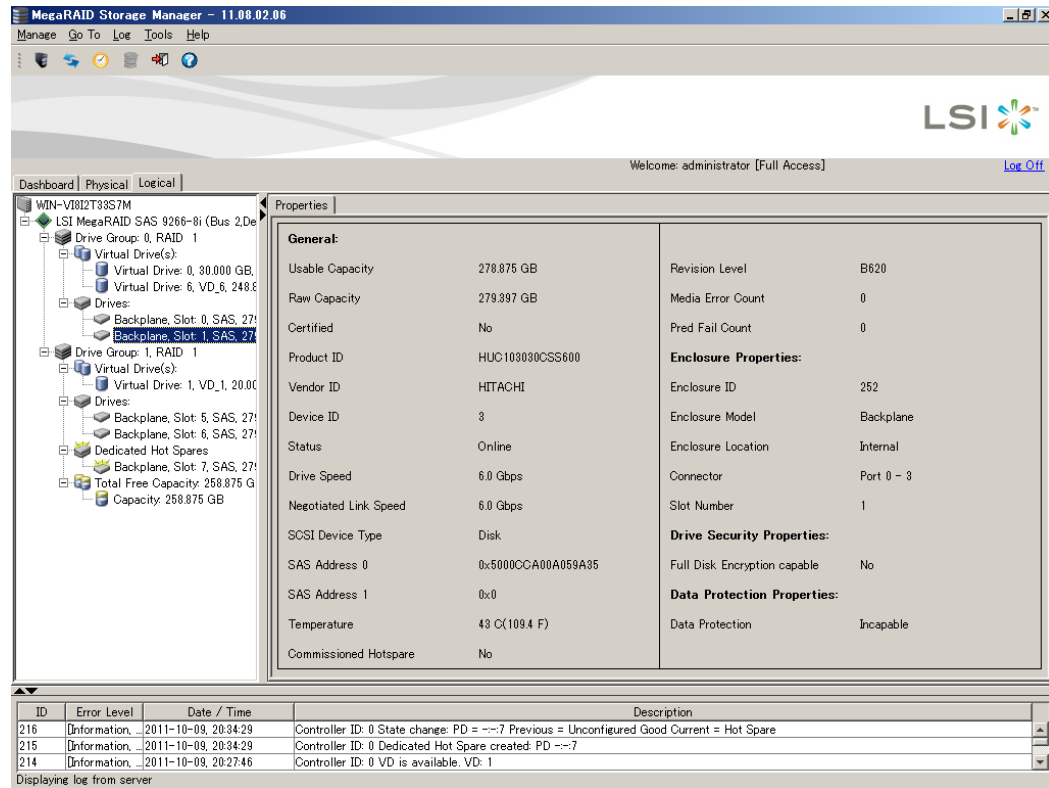 MegaRAID Storage Manager - 11.08.02.06
Manage Go To Log Tools Help
LSI
Welcome: administrator [Full Access]
Log Off
Dashboard Physical Logical
WIN-VI8I2T33S7M
LSI MegaRAID SAS 9266-8i (Bus 2,De
Drive Group: 0, RAID 1
Virtual Drive(s):
Virtual Drive: 0, 30.000 GB,
Virtual Drive: 6, VD_6, 248.8
Drives:
Backplane, Slot: 0, SAS, 279
Backplane, Slot: 1, SAS, 279
Drive Group: 1, RAID 1
Virtual Drive(s):
Virtual Drive: 1, VD_1, 20.00
Drives:
Backplane, Slot: 5, SAS, 279
Backplane, Slot: 6, SAS, 279
Dedicated Hot Spares
Backplane, Slot: 7, SAS, 279
Total Free Capacity: 258.875 G
Capacity: 258.875 GB
Properties
General:
Usable Capacity 278.875 GB
Raw Capacity 279.397 GB
Certified No
Product ID HUC103030CSS600
Vendor ID HITACHI
Device ID 3
Status Online
Drive Speed 6.0 Gbps
Negotiated Link Speed 6.0 Gbps
SCSI Device Type Disk
SAS Address 0 0x5000CCA00A059A35
SAS Address 1 0x0
Temperature 43 C(109.4 F)
Commissioned Hotspare No
Revision Level B620
Media Error Count 0
Pred Fail Count 0
Enclosure Properties:
Enclosure ID 252
Enclosure Model Backplane
Enclosure Location Internal
Connector Port 0 - 3
Slot Number 1
Drive Security Properties:
Full Disk Encryption capable No
Data Protection Properties:
Data Protection Incapable
ID Error Level Date / Time Description
216 [Information, ... 2011-10-09, 20:34:29 Controller ID: 0 State change: PD = -:-:7 Previous = Unconfigured Good Current = Hot Spare
215 [Information, ... 2011-10-09, 20:34:29 Controller ID: 0 Dedicated Hot Spare created: PD -:-:7
214 [Information, ... 2011-10-09, 20:27:46 Controller ID: 0 VD is available. VD: 1
Displaying log from server